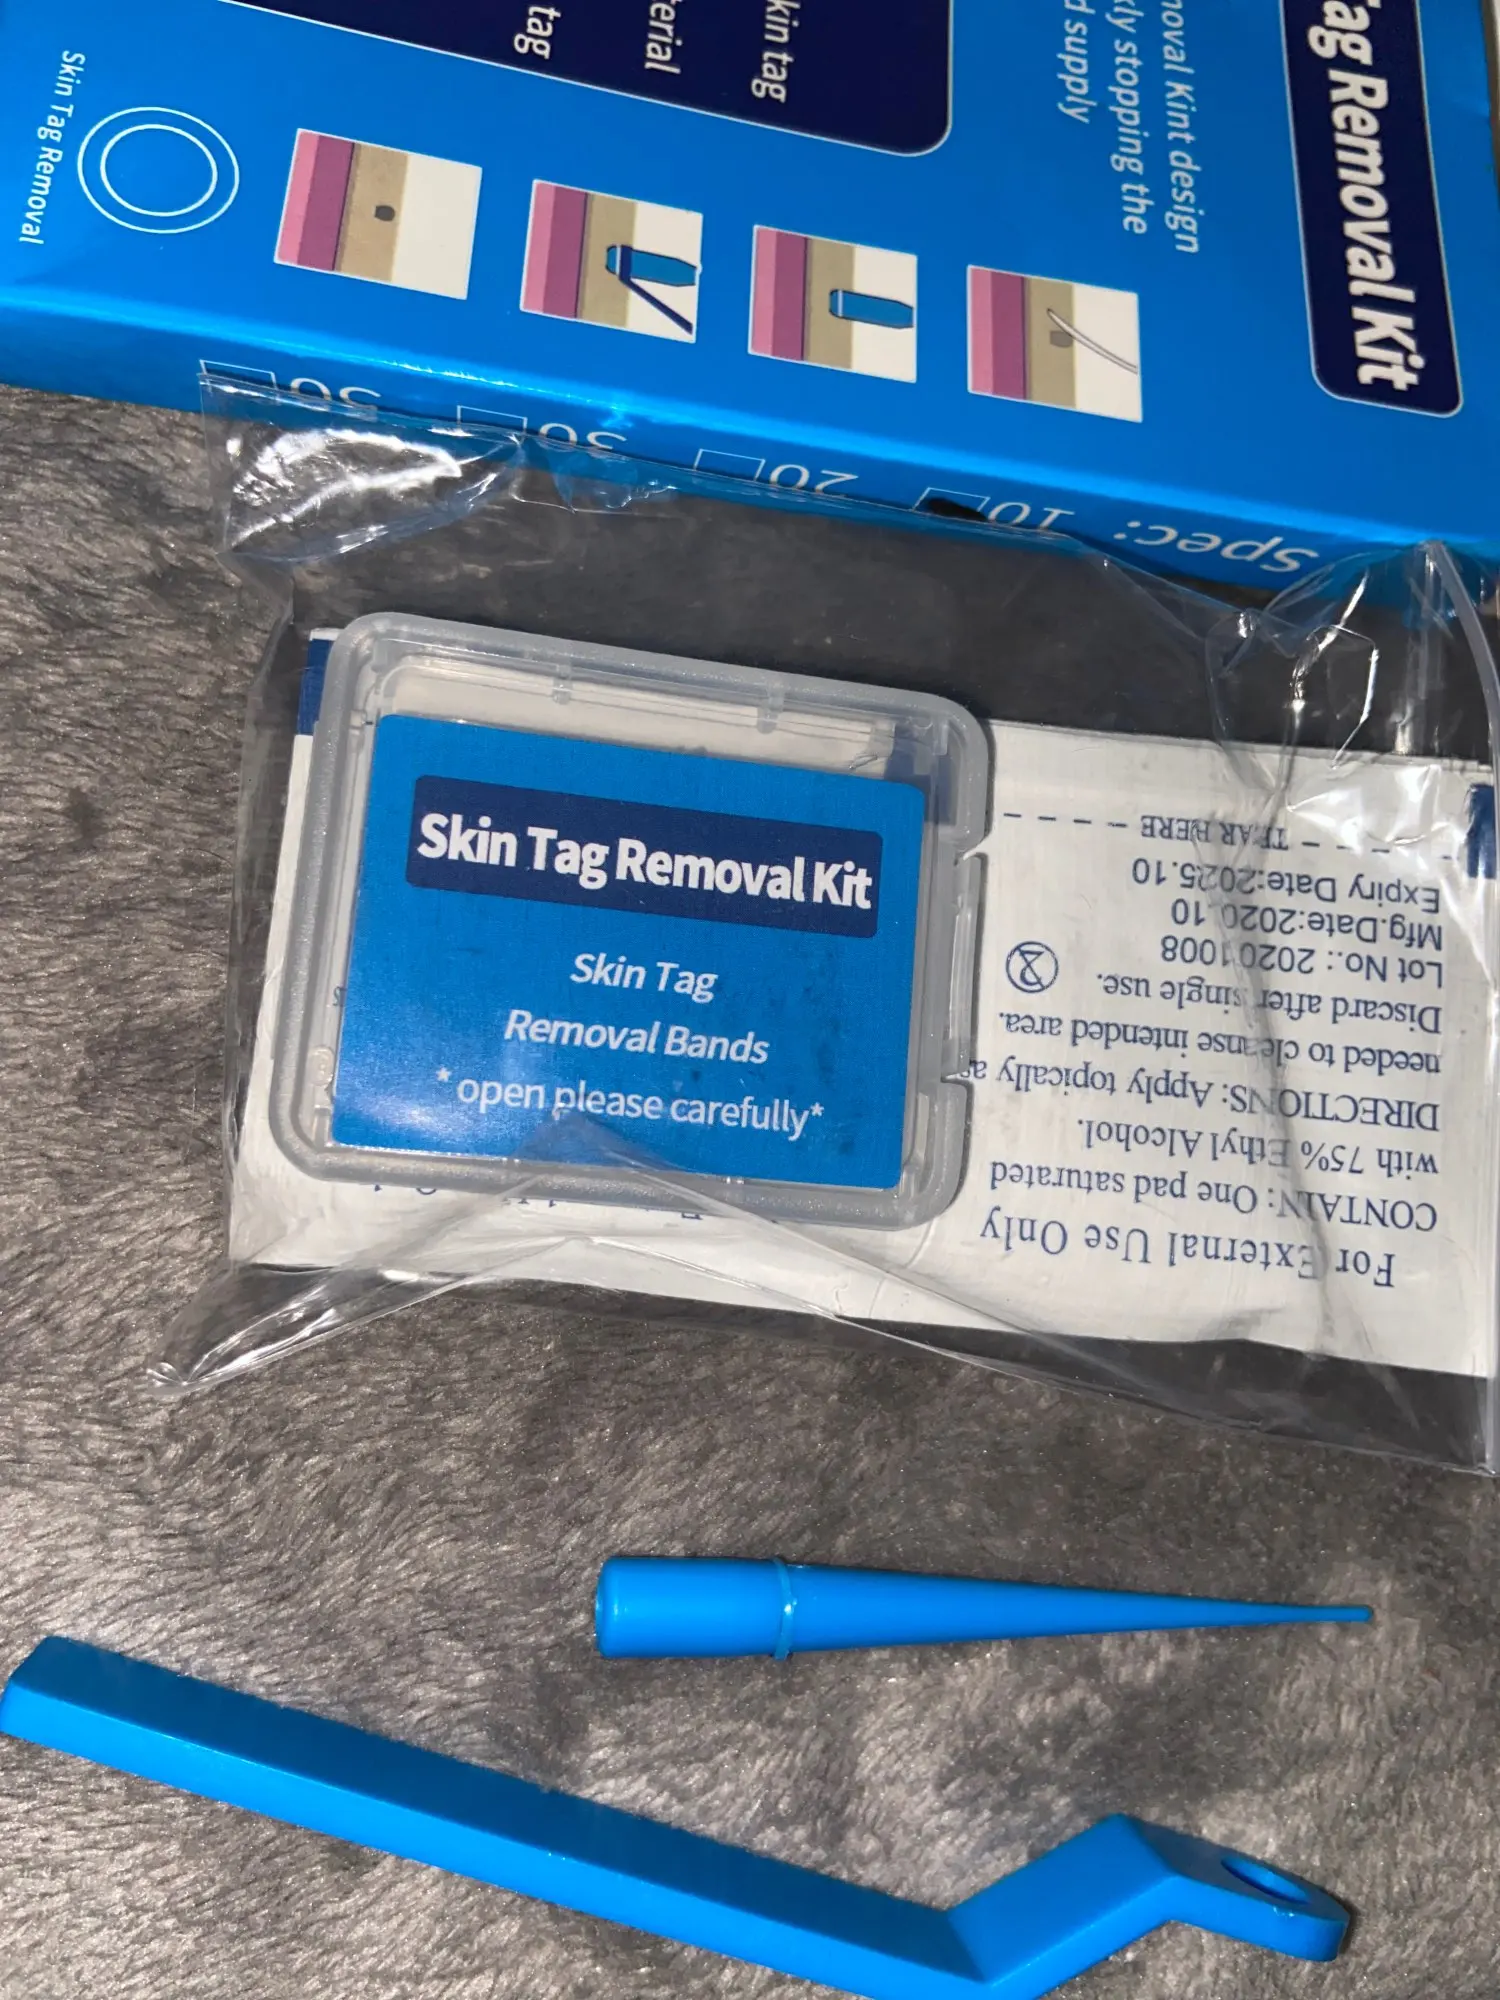 Tag Removal Kit
moval Kint design
kly stopping the
d supply
kin tag
erial
tag
Skin Tag Removal
Spec: 10 20 30 50
Skin Tag Removal Kit
Skin Tag
Removal Bands
* open please carefully*
For External Use Only
CONTAIN: One pad saturated
with 75% Ethyl Alcohol.
DIRECTIONS: Apply topically as
needed to cleanse intended area.
Discard after single use.
Lot No.: 20201008
Mfg.Date:2020.10
Expiry Date:2025.10
TEAR HERE